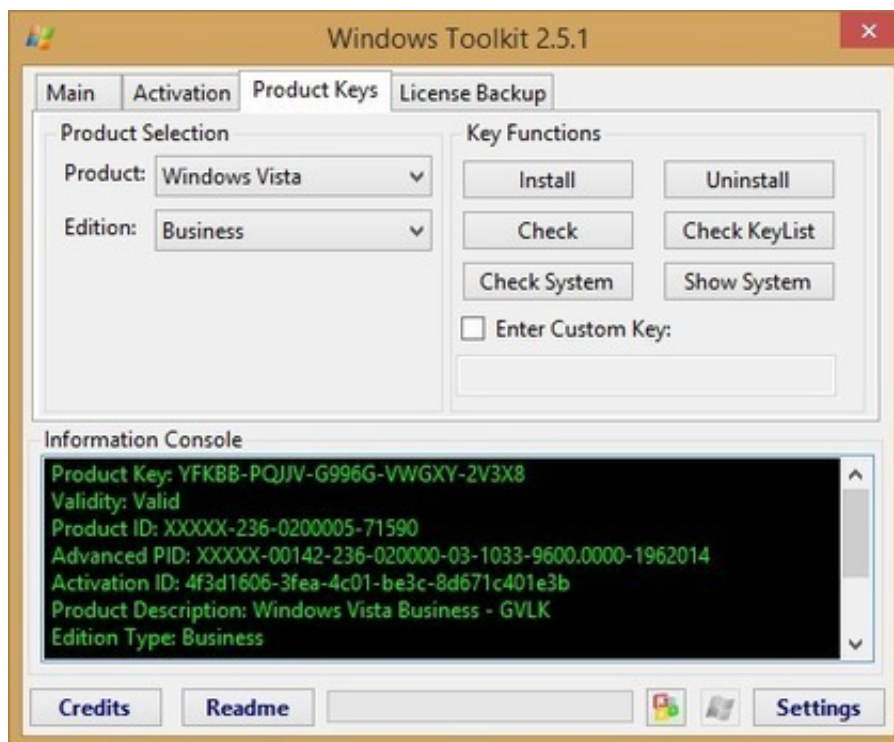 Windows Toolkit 2.5.1
Main Activation Product Keys License Backup
Product Selection
Product: Windows Vista
Edition: Business
Key Functions
Install Uninstall
Check Check KeyList
Check System Show System
Enter Custom Key:
Information Console
Product Key: YFKBB-PQJJV-G996G-VWGXY-2V3X8
Validity: Valid
Product ID: XXXXX-236-0200005-71590
Advanced PID: XXXXX-00142-236-020000-03-1033-9600.0000-1962014
Activation ID: 4f3d1606-3fea-4c01-be3c-8d671c401e3b
Product Description: Windows Vista Business - GVLK
Edition Type: Business
Credits Readme Settings